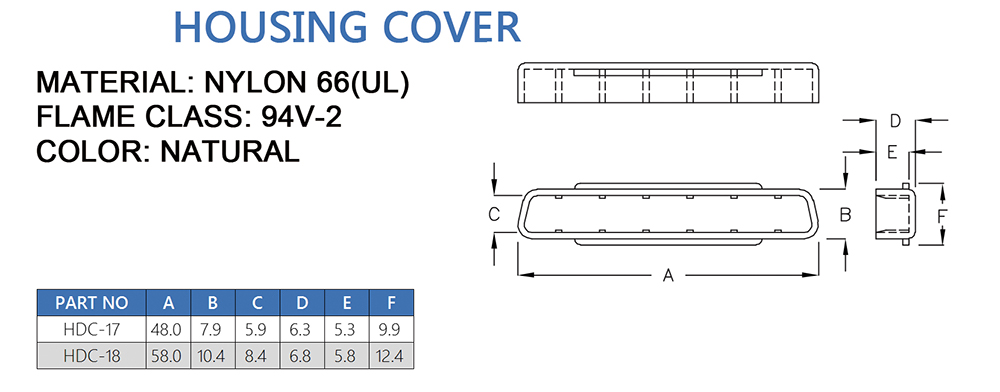 HOUSING COVER
MATERIAL: NYLON 66(UL)
FLAME CLASS: 94V-2
COLOR: NATURAL
D
E
C
B
F
A
PART NO A B C D E F
HDC-17 48.0 7.9 5.9 6.3 5.3 9.9
HDC-18 58.0 10.4 8.4 6.8 5.8 12.4